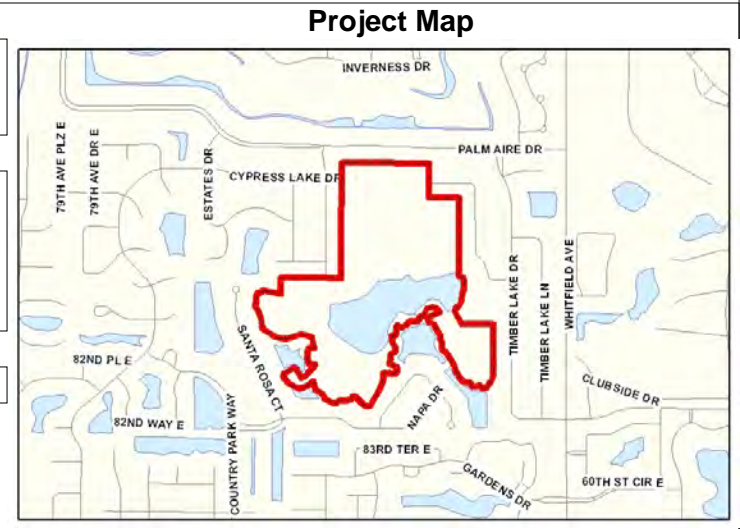 Project Map
INVERNESS DR
PALM AIRE DR
79TH AVE PLZ E
79TH AVE DR E
ESTATES DR
CYPRESS LAKE DR
TIMBER LAKE DR
TIMBER LAKE LN
WHITFIELD AVE
SANTA ROSA CT
82ND PL E
CLUBSIDE DR
NAPA DR
COUNTRY PARK WAY
82ND WAY E
83RD TER E
GARDENS DR
60TH ST CIR E